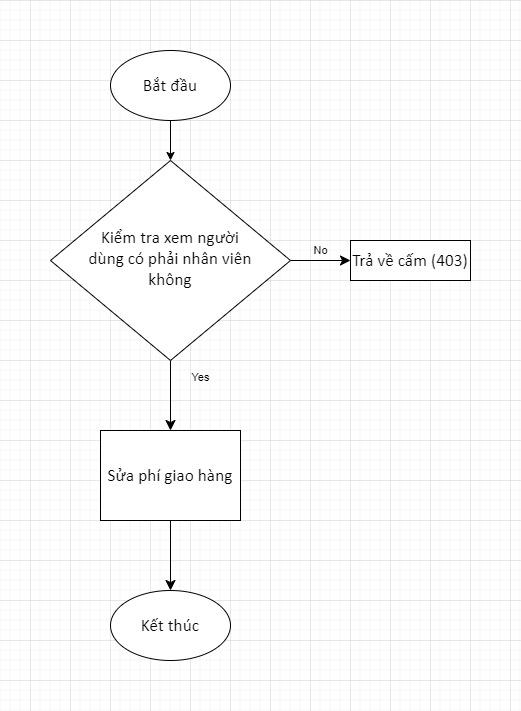 Bắt đầu
Kiểm tra xem người
dùng có phải nhân viên
không
No
Trả về cấm (403)
Yes
Sửa phí giao hàng
Kết thúc